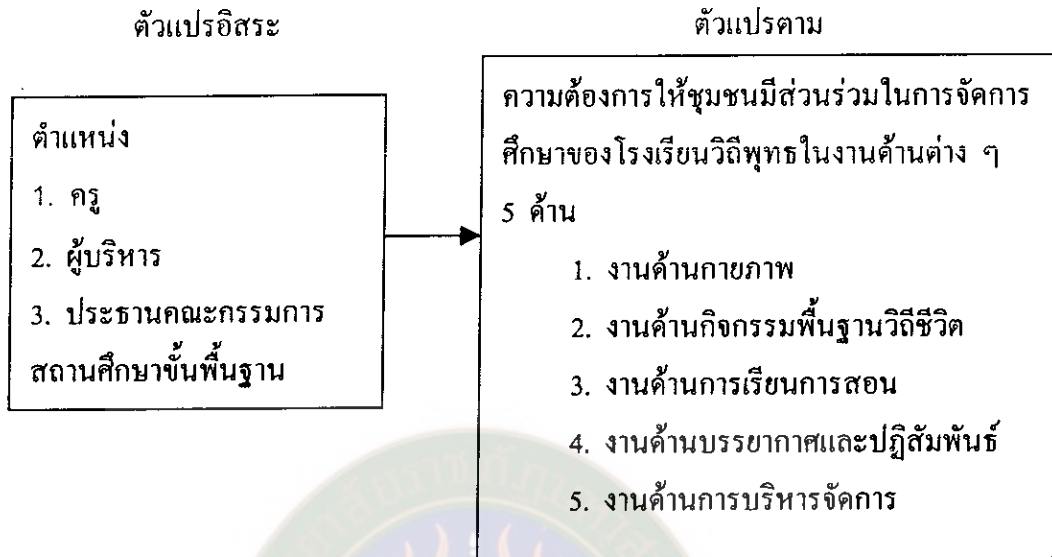 ตัวแปรอิสระ
ตัวแปรตาม
ตำแหน่ง
1. ครู
2. ผู้บริหาร
3. ประธานคณะกรรมการ
สถานศึกษาขั้นพื้นฐาน
ความต้องการให้ชุมชนมีส่วนร่วมในการจัดการ
ศึกษาของโรงเรียนวิถีพุทธในงานด้านต่าง ๆ
5 ด้าน
1. งานด้านกายภาพ
2. งานด้านกิจกรรมพื้นฐานวิถีชีวิต
3. งานด้านการเรียนการสอน
4. งานด้านบรรยากาศและปฏิสัมพันธ์
5. งานด้านการบริหารจัดการ